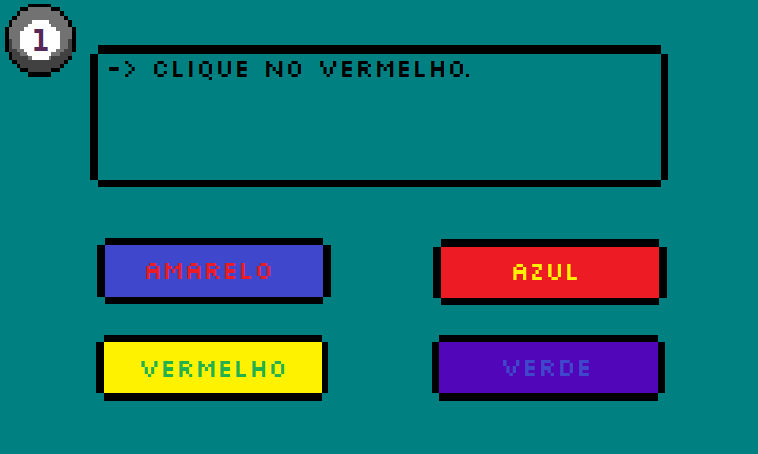 1
-> CLIQUE NO VERMELHO.
AMARELO
AZUL
VERMELHO
VERDE